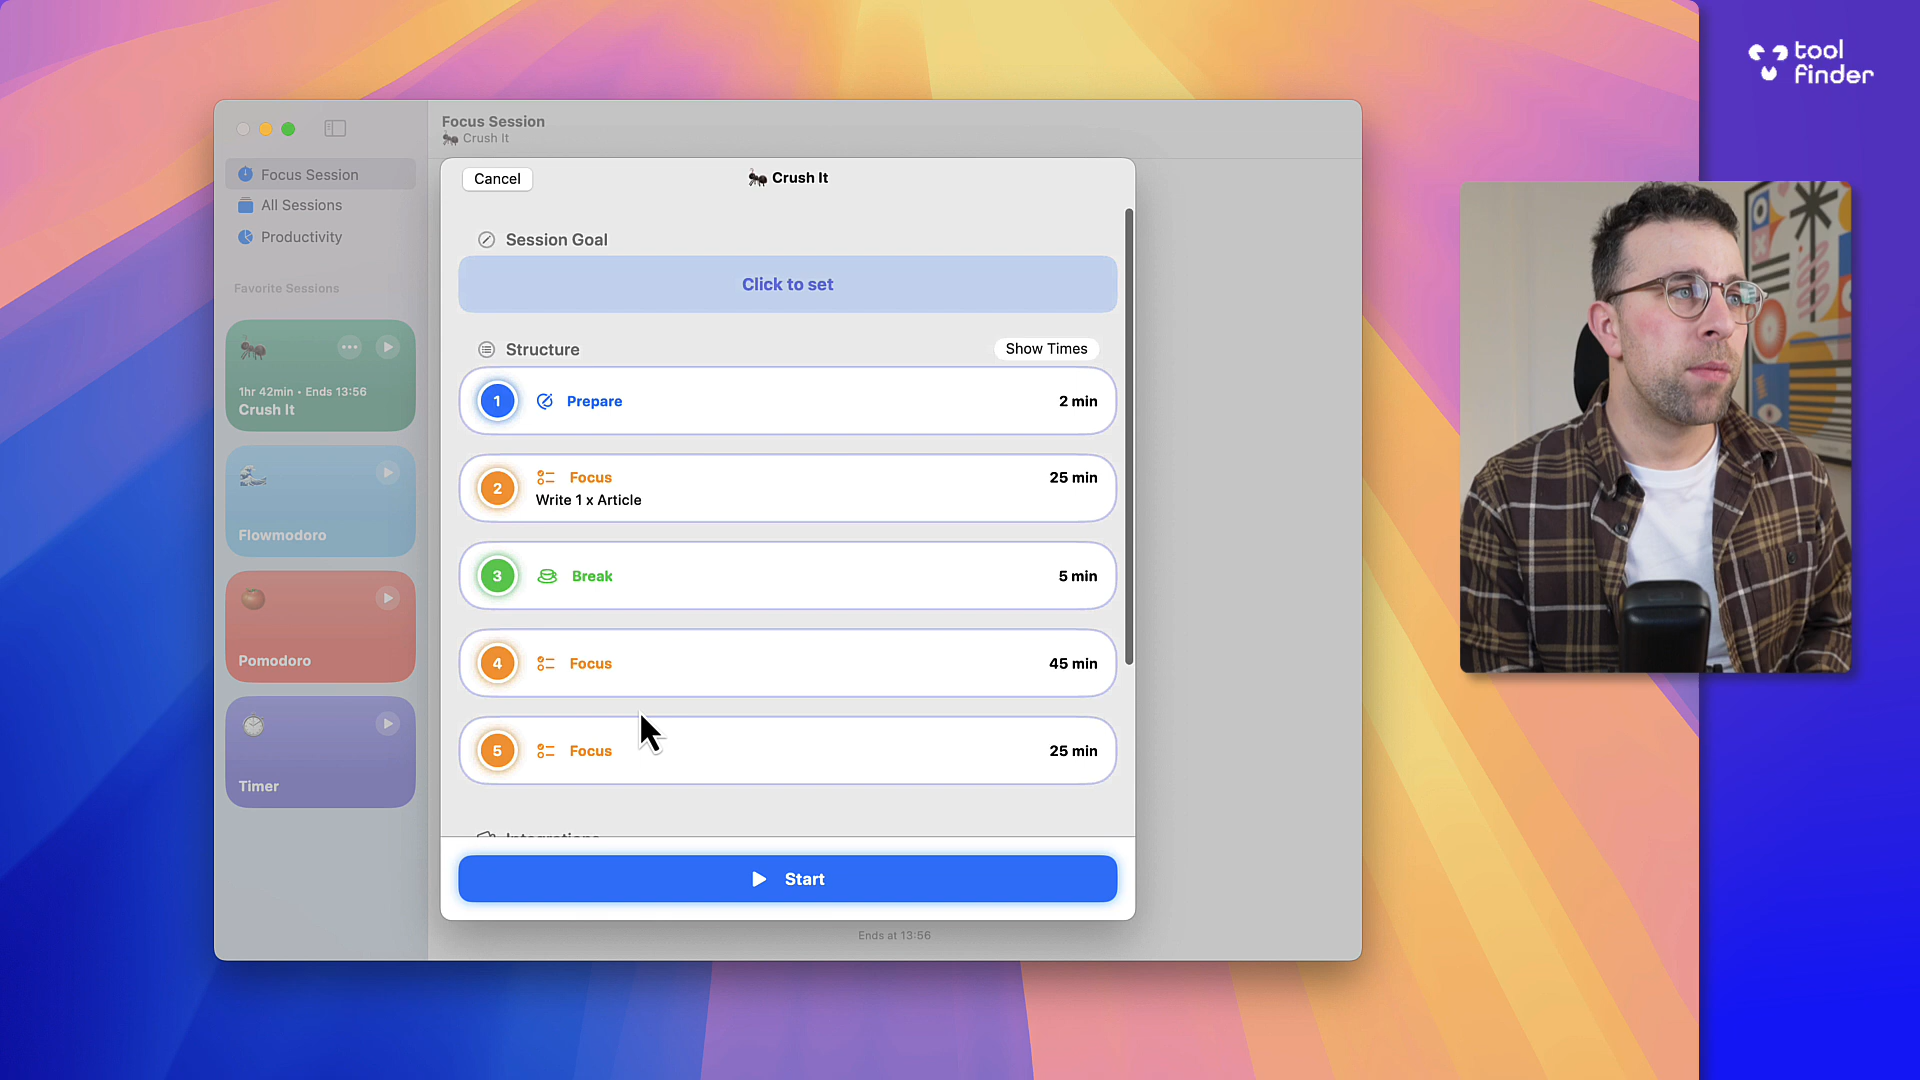 tool
finder
Focus Session
Crush It
Focus Session
All Sessions
Productivity
Favorite Sessions
1hr 42min • Ends 13:56
Crush It
Flowmodoro
Pomodoro
Timer
Cancel
Crush It
Session Goal
Click to set
Structure
Show Times
1
Prepare
2 min
2
Focus
25 min
Write 1 x Article
3
Break
5 min
4
Focus
45 min
5
Focus
25 min
Integrations
Start
Ends at 13:56